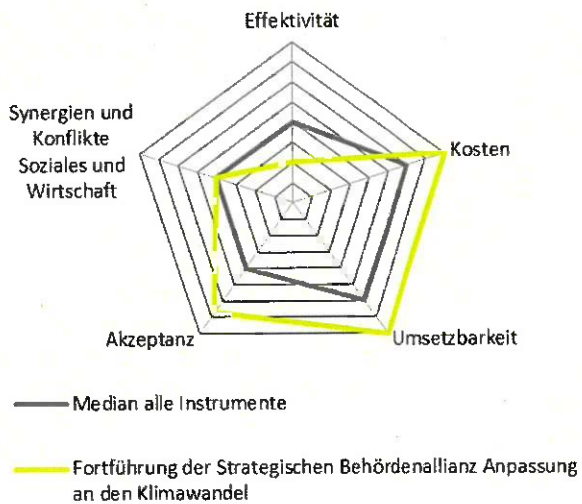 Effektivität
Synergien und
Konflikte
Soziales und
Wirtschaft
Kosten
Akzeptanz
Umsetzbarkeit
Median alle Instrumente
Fortführung der Strategischen Behördenallianz Anpassung
an den Klimawandel